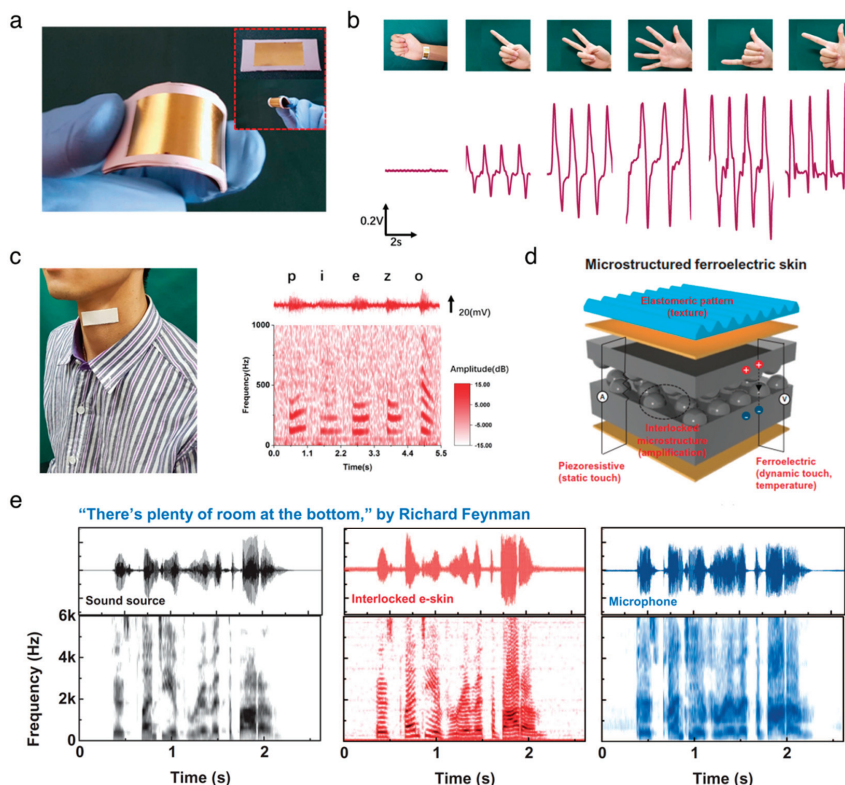 a
b
0.2V
2s
c
p i e z o
20(mV)
1000
500
0
Frequency(Hz)
0.0 1.1 2.2 3.3 4.4 5.5
Time(s)
Amplitude(dB)
15.00
5.000
-5.000
-15.00
d
Microstructured ferroelectric skin
Elastomeric pattern
(texture)
+ +
A
V
- -
Interlocked
microstructure
(amplification)
Piezoresistive
(static touch)
Ferroelectric
(dynamic touch,
temperature)
e
“There's plenty of room at the bottom,” by Richard Feynman
Sound source
Interlocked e-skin
Microphone
6k
4k
2k
0
Frequency (Hz)
0 1 2
0 1 2
0 1 2
Time (s)
Time (s)
Time (s)